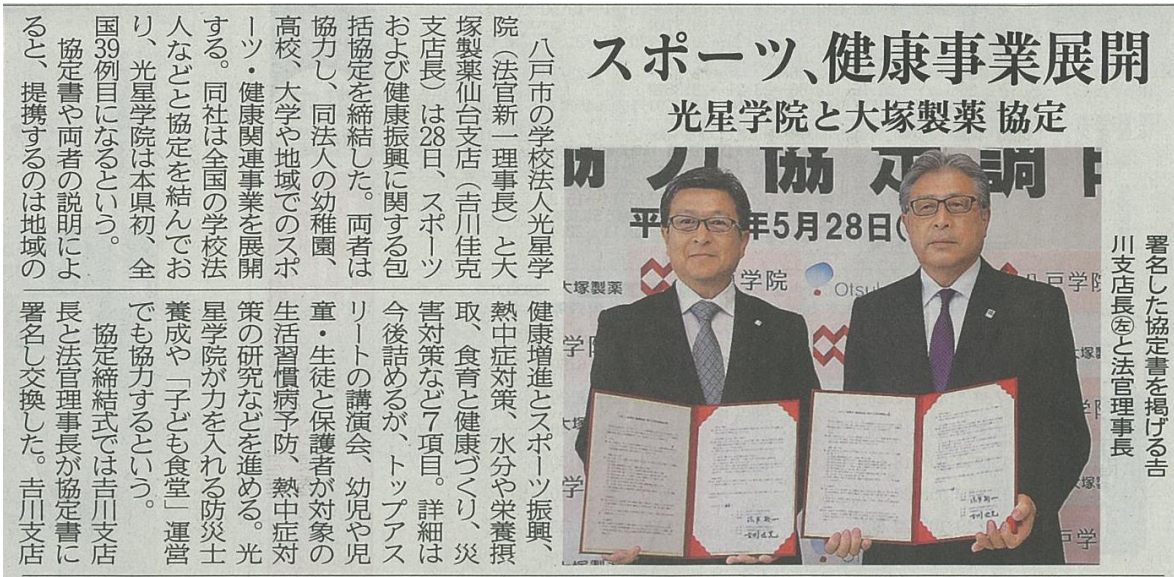 スポーツ、健康事業展開
光星学院と大塚製薬 協定
八戸市の学校法人光星学
院（法官新一理事長）と大
塚製薬仙台支店（吉川佳克
支店長）は28日、スポーツ
および健康振興に関する包
括協定を締結した。両者は
協力し、同法人の幼稚園、
高校、大学や地域でのスポ
ーツ・健康関連事業を展開
する。同社は全国の学校法
人などと協定を結んでお
り、光星学院は本県初、全
国39例目になるという。
協定書や両者の説明によ
ると、提携するのは地域の
健康増進とスポーツ振興、
熱中症対策、水分や栄養摂
取、食育と健康づくり、災
害対策など7項目。詳細は
今後詰めるが、トップアス
リートの講演会、幼児や児
童・生徒と保護者が対象の
生活習慣病予防、熱中症対
策の研究などを進める。光
星学院が力を入れる防災士
養成や「子ども食堂」運営
でも協力するという。
協定締結式では吉川支店
長と法官理事長が協定書に
署名し交換した。吉川支店
署名した協定書を掲げる吉
川支店長㊧と法官理事長
協力協定調印
平 年5月28日(
大塚製薬
戸学院
Otsuk
八戸学院